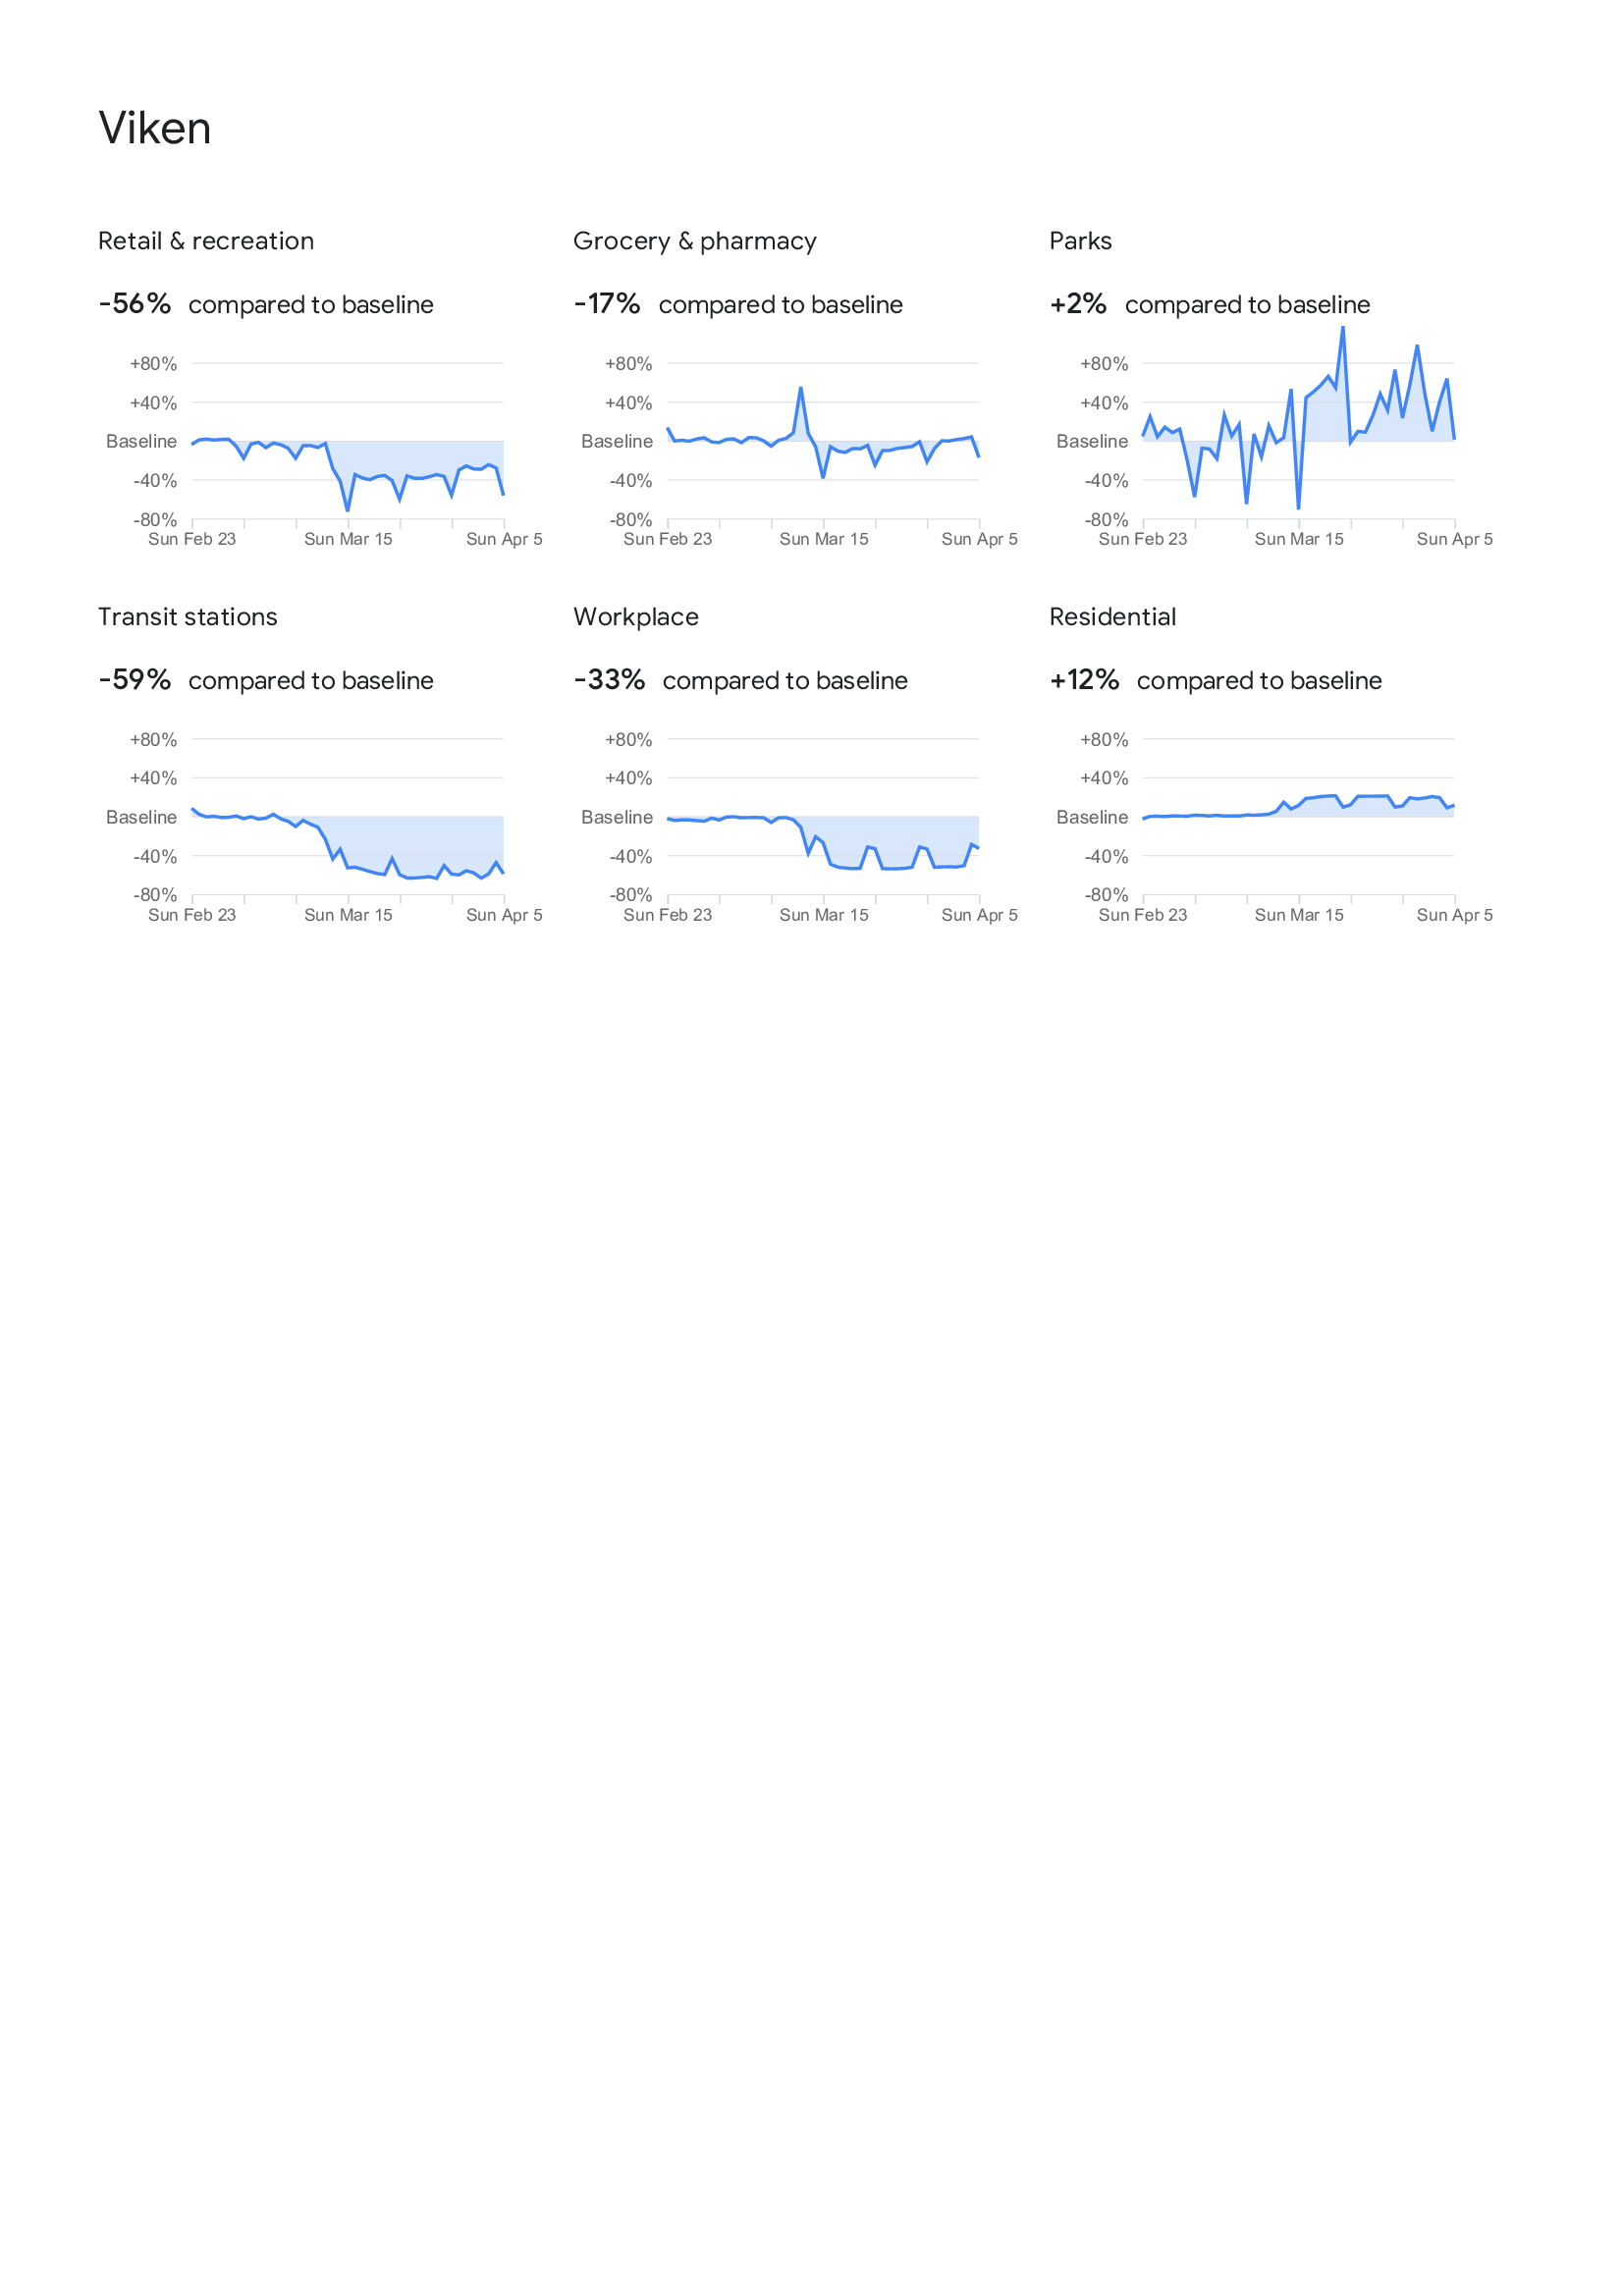 Viken
Retail & recreation
-56% compared to baseline
+80%
+40%
Baseline
-40%
-80%
Sun Feb 23 Sun Mar 15 Sun Apr 5
Grocery & pharmacy
-17% compared to baseline
+80%
+40%
Baseline
-40%
-80%
Sun Feb 23 Sun Mar 15 Sun Apr 5
Parks
+2% compared to baseline
+80%
+40%
Baseline
-40%
-80%
Sun Feb 23 Sun Mar 15 Sun Apr 5
Transit stations
-59% compared to baseline
+80%
+40%
Baseline
-40%
-80%
Sun Feb 23 Sun Mar 15 Sun Apr 5
Workplace
-33% compared to baseline
+80%
+40%
Baseline
-40%
-80%
Sun Feb 23 Sun Mar 15 Sun Apr 5
Residential
+12% compared to baseline
+80%
+40%
Baseline
-40%
-80%
Sun Feb 23 Sun Mar 15 Sun Apr 5